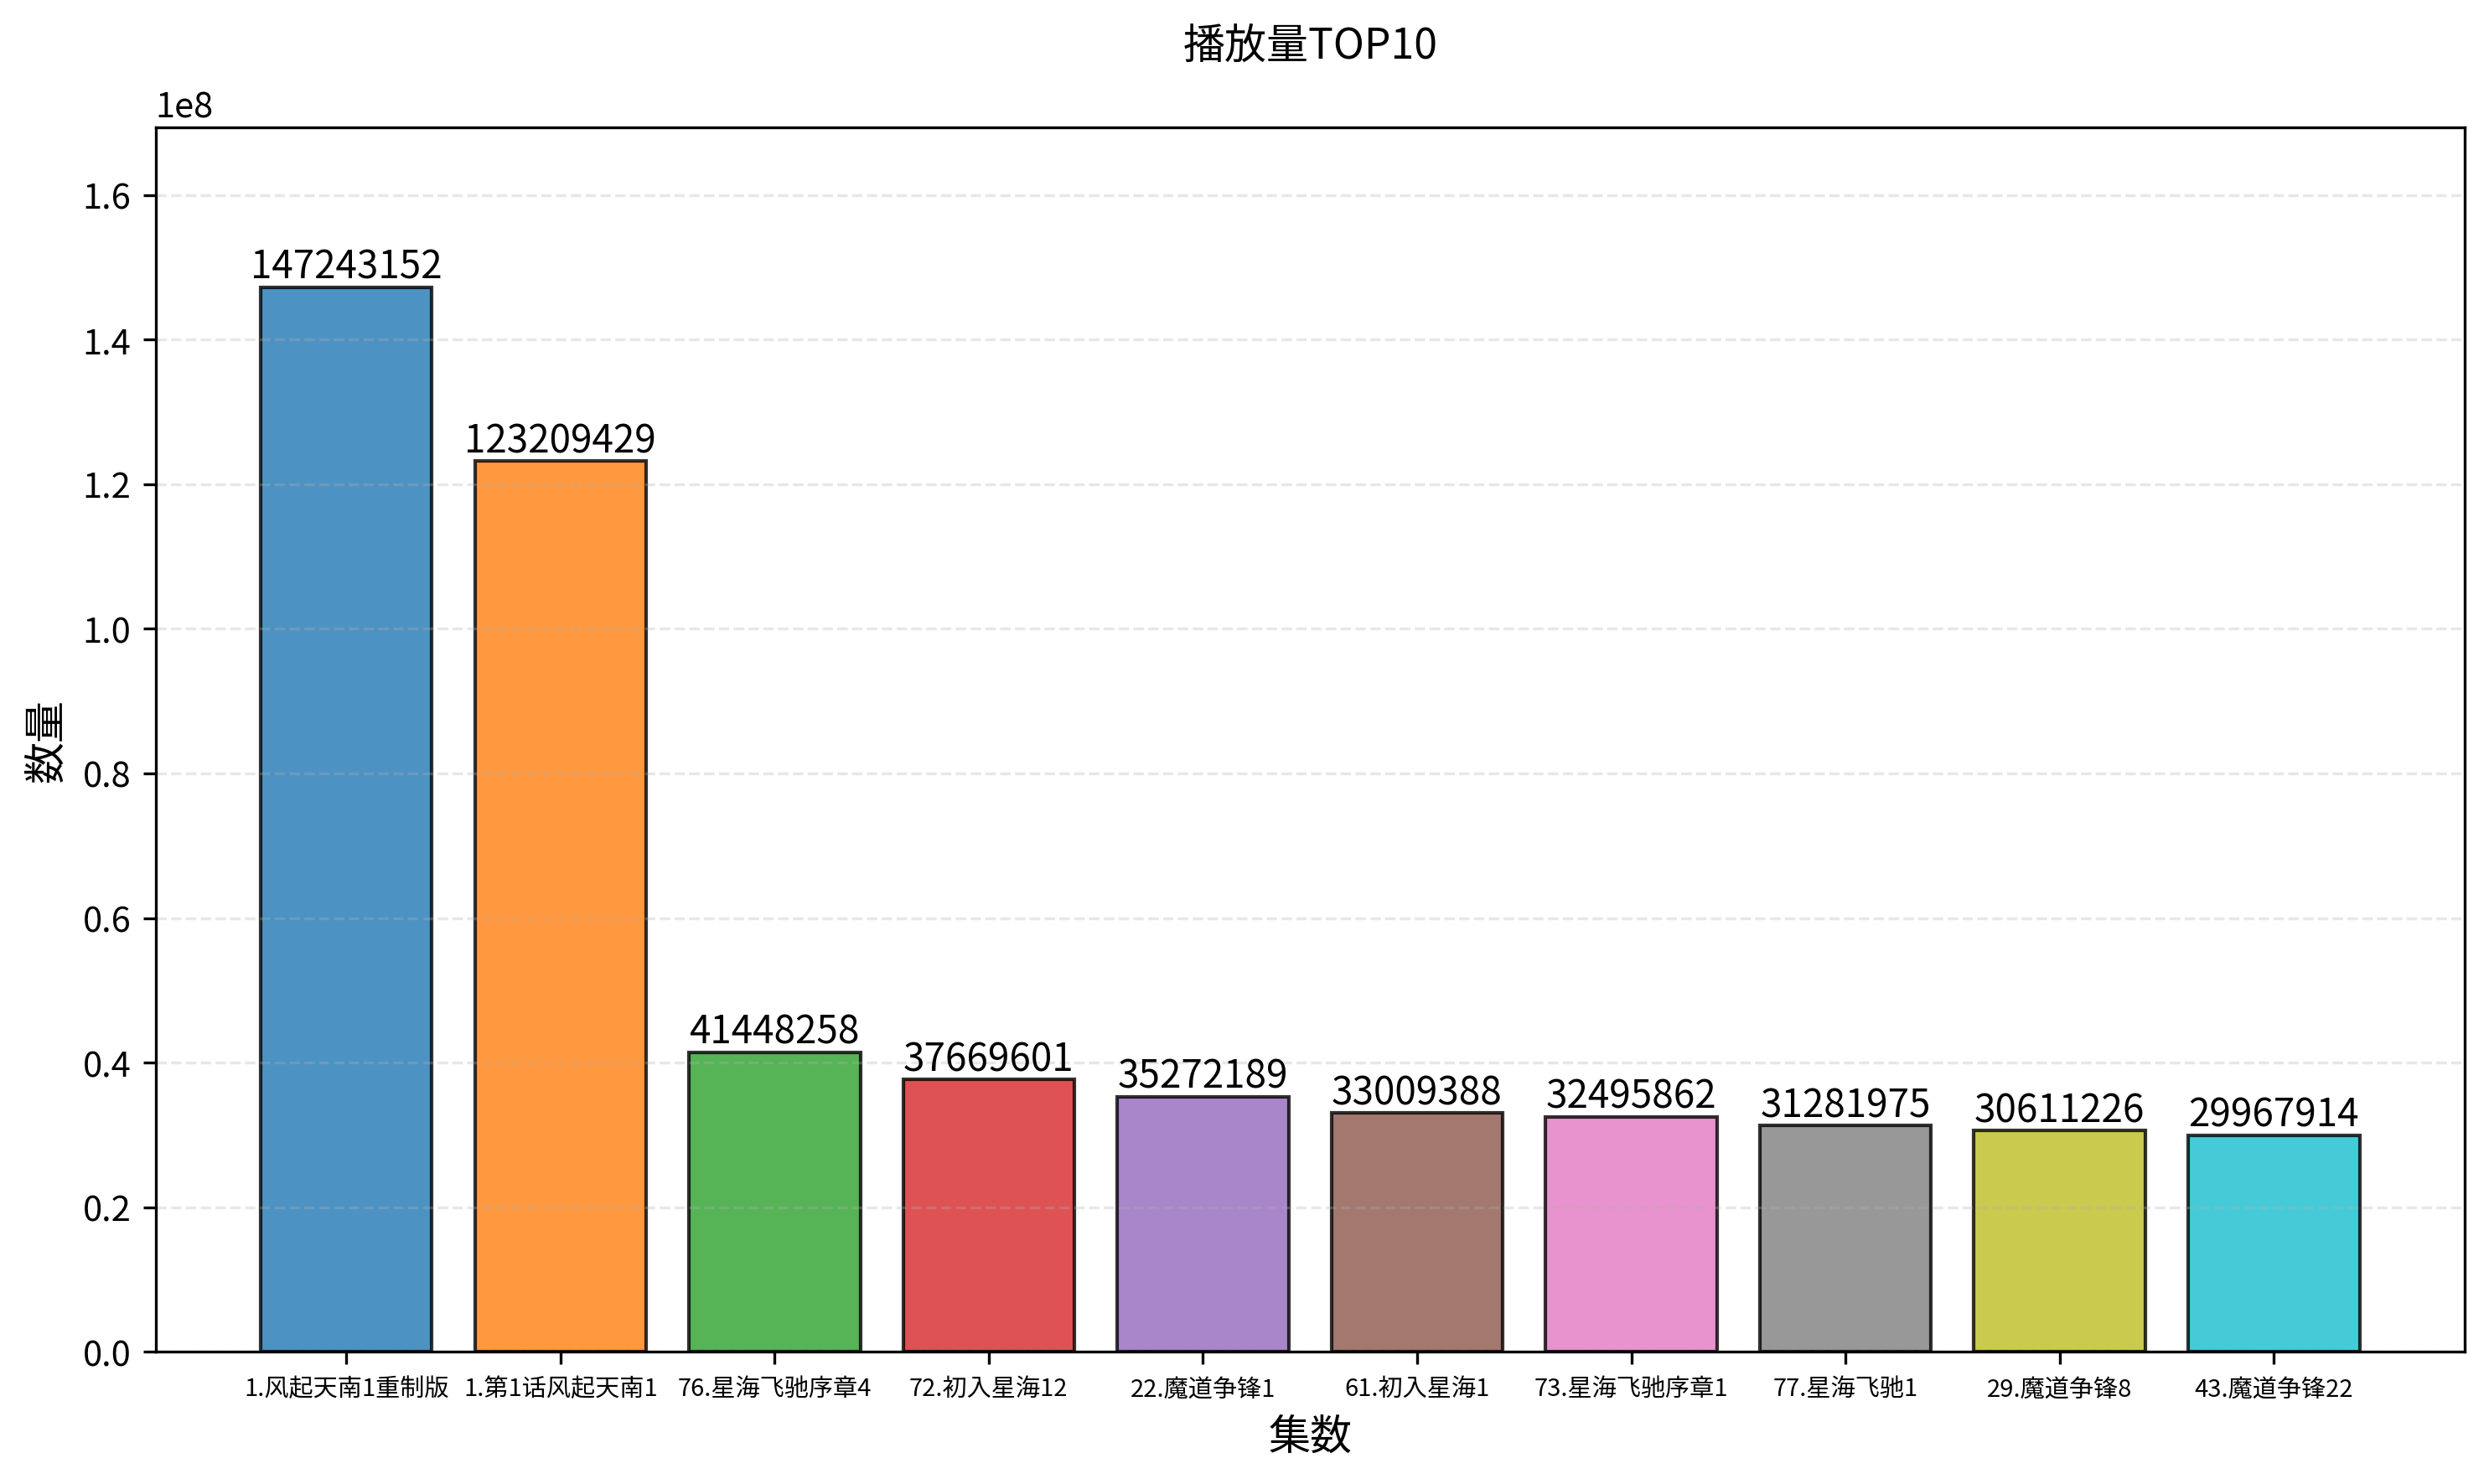 播放量TOP10
1e8
1.6
1.4
1.2
1.0
0.8
0.6
0.4
0.2
0.0
数量
147243152
123209429
41448258
37669601
35272189
33009388
32495862
31281975
30611226
29967914
1.风起天南1重制版
1.第1话风起天南1
76.星海飞驰序章4
72.初入星海12
22.魔道争锋1
61.初入星海1
73.星海飞驰序章1
77.星海飞驰1
29.魔道争锋8
43.魔道争锋22
集数